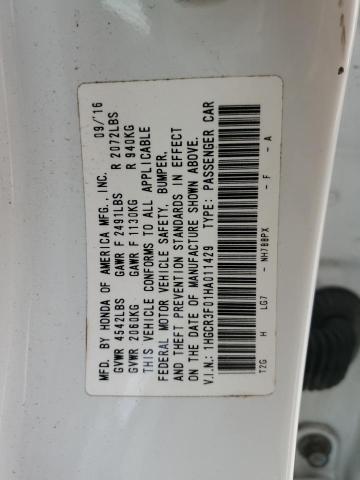 MFD. BY HONDA OF AMERICA MFG., INC. 09/'16
GVWR 4542LBS GAWR F 2491LBS R 2072LBS
GVWR 2060KG GAWR F 1130KG R 940KG
THIS VEHICLE CONFORMS TO ALL APPLICABLE
FEDERAL MOTOR VEHICLE SAFETY, BUMPER,
AND THEFT PREVENTION STANDARDS IN EFFECT
ON THE DATE OF MANUFACTURE SHOWN ABOVE.
V.I.N.: 1HGCR3F01HA011429 TYPE: PASSENGER CAR
T2G H LG7 - NH788PX - F - A